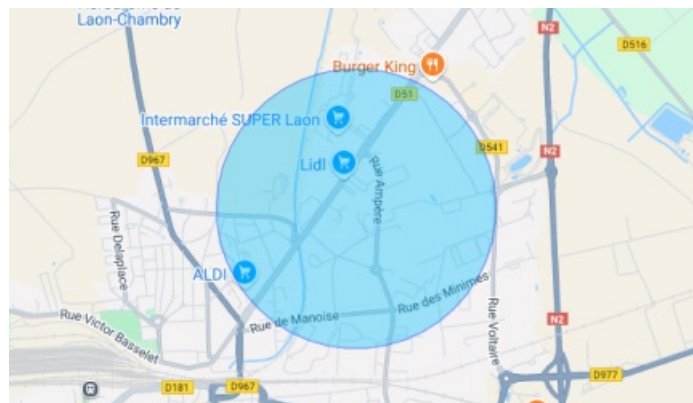 Laon-Chambry
N2
D516
Burger King
D51
Intermarché SUPER Laon
D541
N2
D967
Lidl
Rue Ampère
Rue Delaplace
ALDI
Rue des Minimes
Rue de Manoise
Rue Victor Basselet
Rue Voltaire
N2
D181
D967
D977